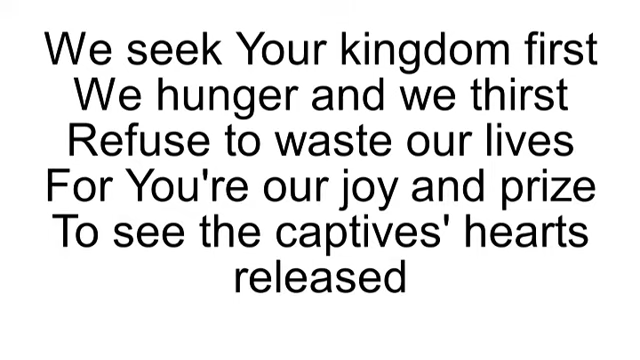 We seek Your kingdom first
We hunger and we thirst
Refuse to waste our lives
For You're our joy and prize
To see the captives' hearts
released